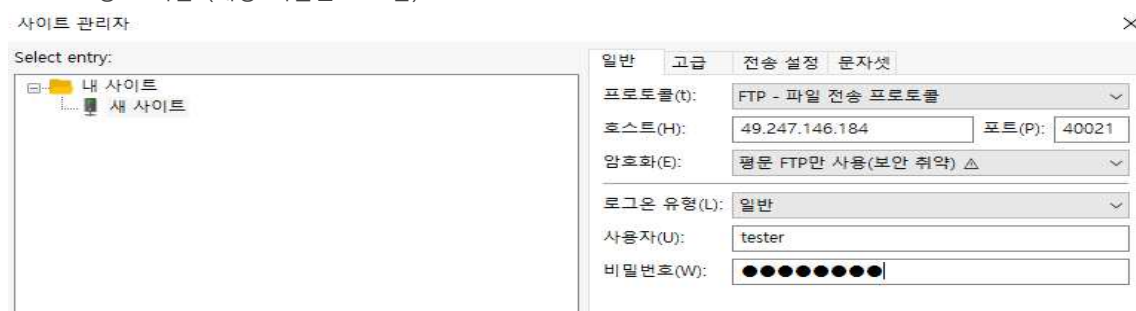 사이트 관리자
Select entry:
내 사이트
새 사이트
일반 고급 전송 설정 문자셋
프로토콜(t): FTP - 파일 전송 프로토콜
호스트(H): 49.247.146.184 포트(P): 40021
암호화(E): 평문 FTP만 사용(보안 취약) ⚠
로그온 유형(L): 일반
사용자(U): tester
비밀번호(W): ●●●●●●●●